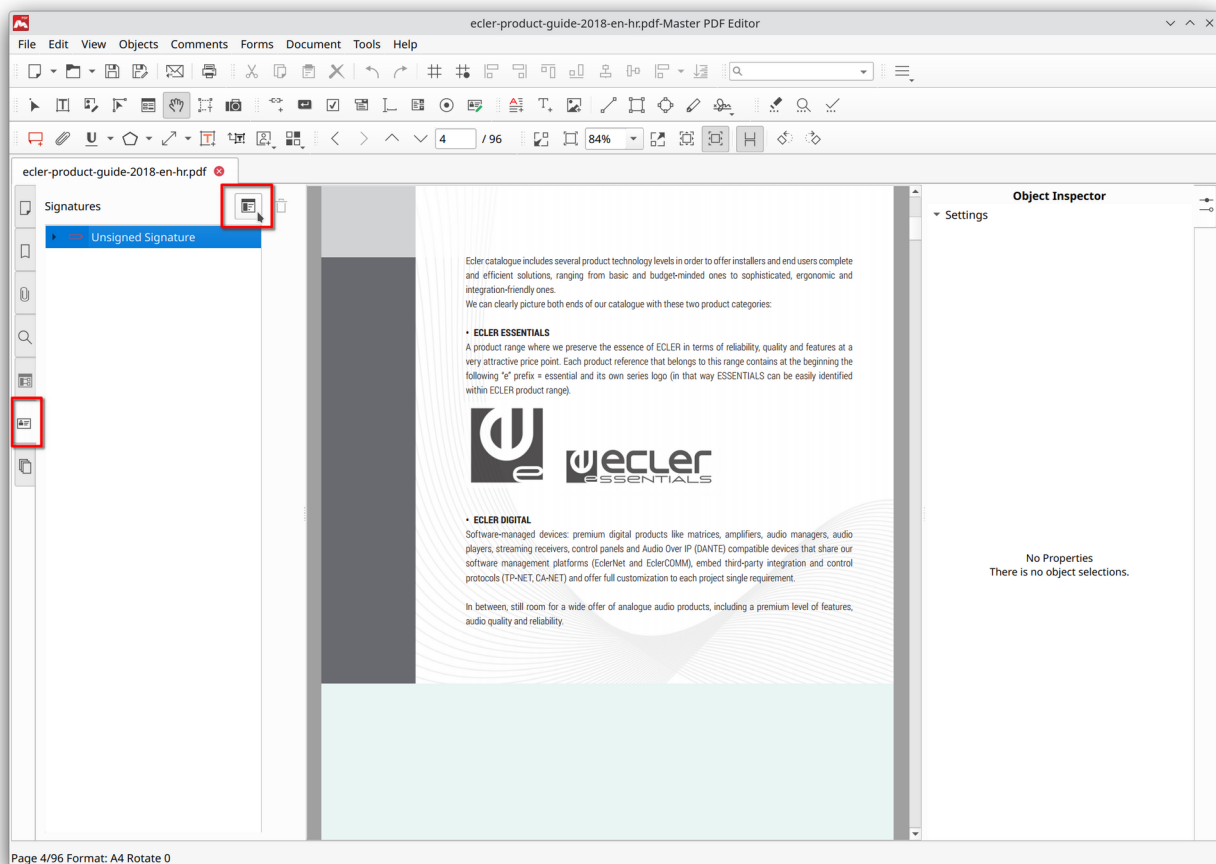 ecler-product-guide-2018-en-hr.pdf-Master PDF Editor
File Edit View Objects Comments Forms Document Tools Help
4 / 96 84%
ecler-product-guide-2018-en-hr.pdf
Signatures
Unsigned Signature
Ecler catalogue includes several product technology levels in order to offer installers and end users complete
and efficient solutions, ranging from basic and budget-minded ones to sophisticated, ergonomic and
integration-friendly ones.
We can clearly picture both ends of our catalogue with these two product categories:
• ECLER ESSENTIALS
A product range where we preserve the essence of ECLER in terms of reliability, quality and features at a
very attractive price point. Each product reference that belongs to this range contains at the beginning the
following "e" prefix = essential and its own series logo (in that way ESSENTIALS can be easily identified
within ECLER product range).
e
ecler
ESSENTIALS
• ECLER DIGITAL
Software-managed devices: premium digital products like matrices, amplifiers, audio managers, audio
players, streaming receivers, control panels and Audio Over IP (DANTE) compatible devices that share our
software management platforms (EclerNet and EclerCOMM), embed third-party integration and control
protocols (TP-NET, CA-NET) and offer full customization to each project single requirement.
In between, still room for a wide offer of analogue audio products, including a premium level of features,
audio quality and reliability.
Object Inspector
Settings
No Properties
There is no object selections.
Page 4/96 Format: A4 Rotate 0